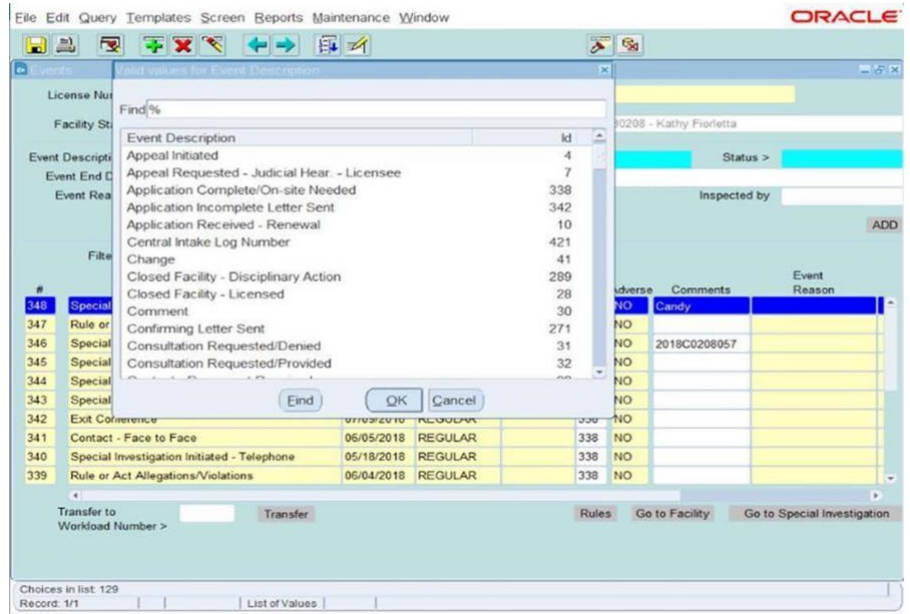 File Edit Query Templates Screen Reports Maintenance Window ORACLE
Events Valid values for Event Description
License Nu
Find %
Facility St 80208 - Kathy Fiorletta
Event Description Id
Event Descripti Appeal Initiated 4 Status >
Event End D Appeal Requested - Judicial Hear. - Licensee 7
Event Rea Application Complete/On-site Needed 338 Inspected by
Application Incomplete Letter Sent 342
Application Received - Renewal 10 ADD
Central Intake Log Number 421
Filte Change 41
Closed Facility - Disciplinary Action 289 Event
# Closed Facility - Licensed 28 Adverse Comments Reason
348 Special Comment 30 NO Candy
347 Rule or Confirming Letter Sent 271 NO
346 Special Consultation Requested/Denied 31 NO 2018C0208057
345 Special Consultation Requested/Provided 32 NO
344 Special NO
343 Special Find OK Cancel NO
342 Exit Conference REGULAR 338 NO
341 Contact - Face to Face 06/05/2018 REGULAR 338 NO
340 Special Investigation Initiated - Telephone 05/18/2018 REGULAR 338 NO
339 Rule or Act Allegations/Violations 06/04/2018 REGULAR 338 NO
Transfer to
Workload Number > Transfer Rules Go to Facility Go to Special Investigation
Choices in list: 129
Record: 1/1 List of Values